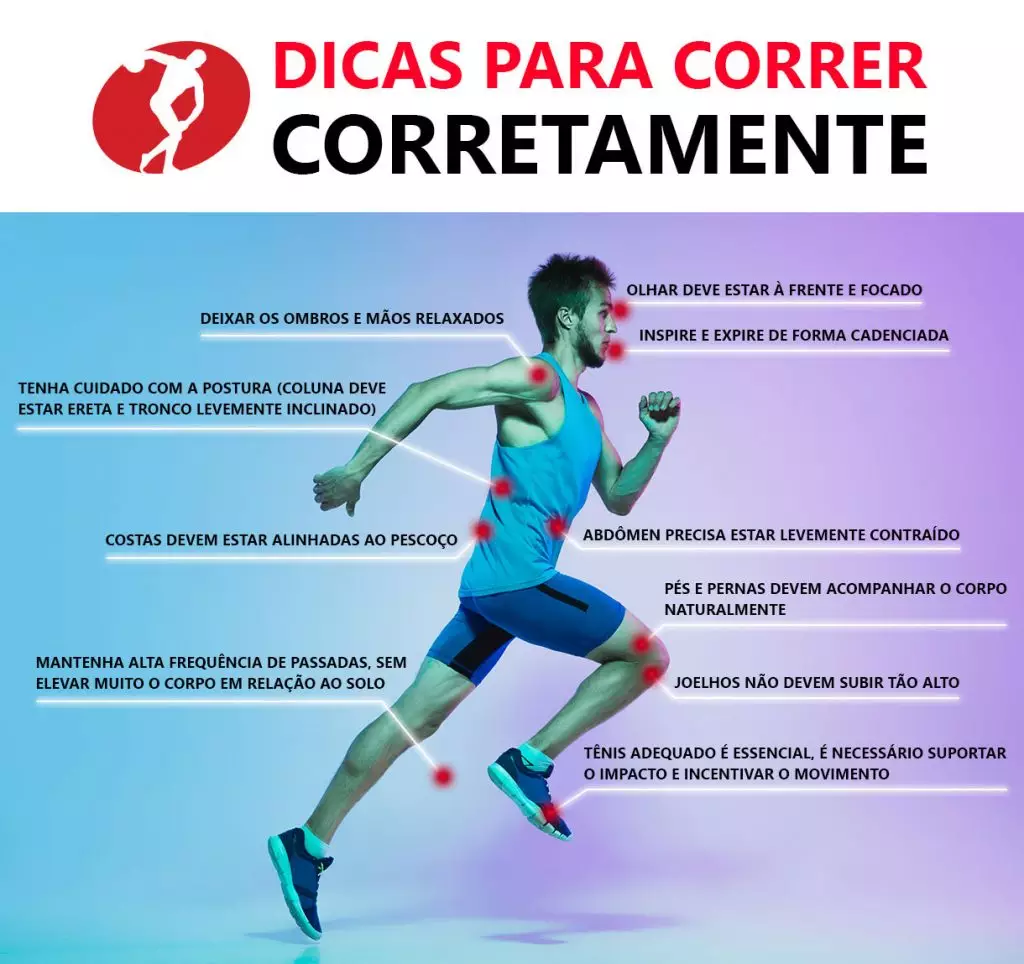 DICAS PARA CORRER
CORRETAMENTE
OLHAR DEVE ESTAR À FRENTE E FOCADO
DEIXAR OS OMBROS E MÃOS RELAXADOS
INSPIRE E EXPIRE DE FORMA CADENCIADA
TENHA CUIDADO COM A POSTURA (COLUNA DEVE
ESTAR ERETA E TRONCO LEVEMENTE INCLINADO)
COSTAS DEVEM ESTAR ALINHADAS AO PESCOÇO
ABDÔMEN PRECISA ESTAR LEVEMENTE CONTRAÍDO
PÉS E PERNAS DEVEM ACOMPANHAR O CORPO
NATURALMENTE
MANTENHA ALTA FREQUÊNCIA DE PASSADAS, SEM
ELEVAR MUITO O CORPO EM RELAÇÃO AO SOLO
JOELHOS NÃO DEVEM SUBIR TÃO ALTO
TÊNIS ADEQUADO É ESSENCIAL, É NECESSÁRIO SUPORTAR
O IMPACTO E INCENTIVAR O MOVIMENTO